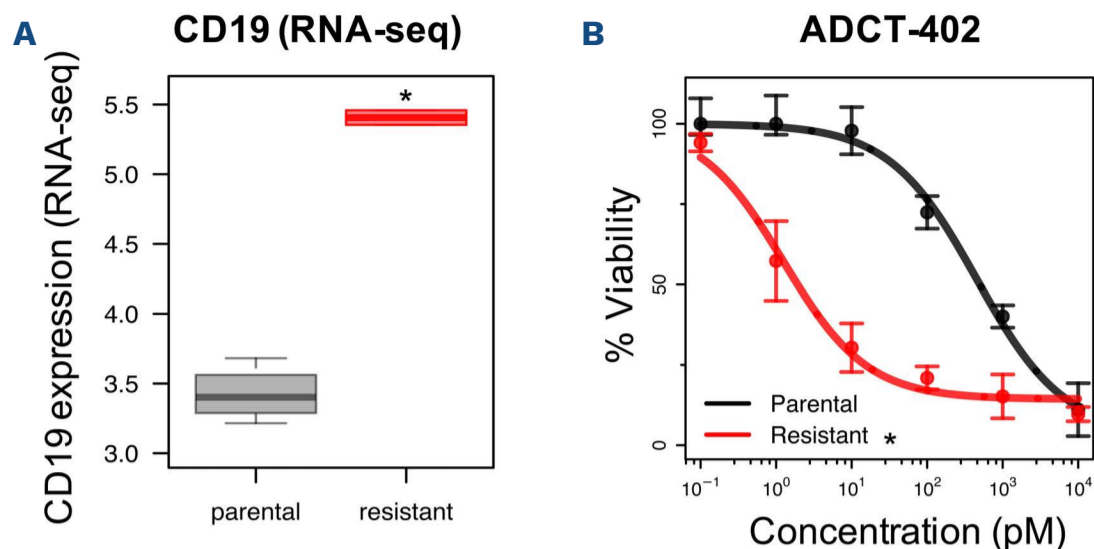 A
CD19 (RNA-seq)
CD19 expression (RNA-seq)
5.5
5.0
4.5
4.0
3.5
3.0
*
parental
resistant
B
ADCT-402
% Viability
100
50
0
Parental
Resistant *
10⁻¹
10⁰
10¹
10²
10³
10⁴
Concentration (pM)